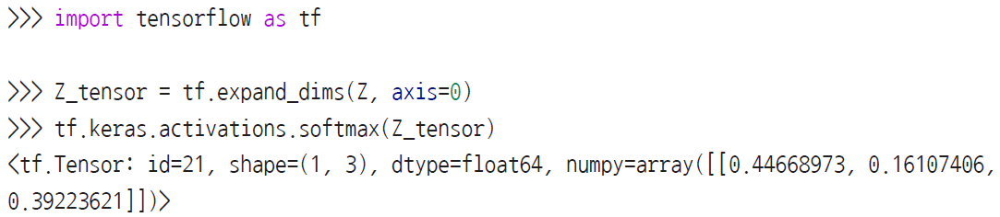 >>> import tensorflow as tf
>>> Z_tensor = tf.expand_dims(Z, axis=0)
>>> tf.keras.activations.softmax(Z_tensor)
<tf.Tensor: id=21, shape=(1, 3), dtype=float64, numpy=array([[0.44668973, 0.16107406,
0.39223621]])>